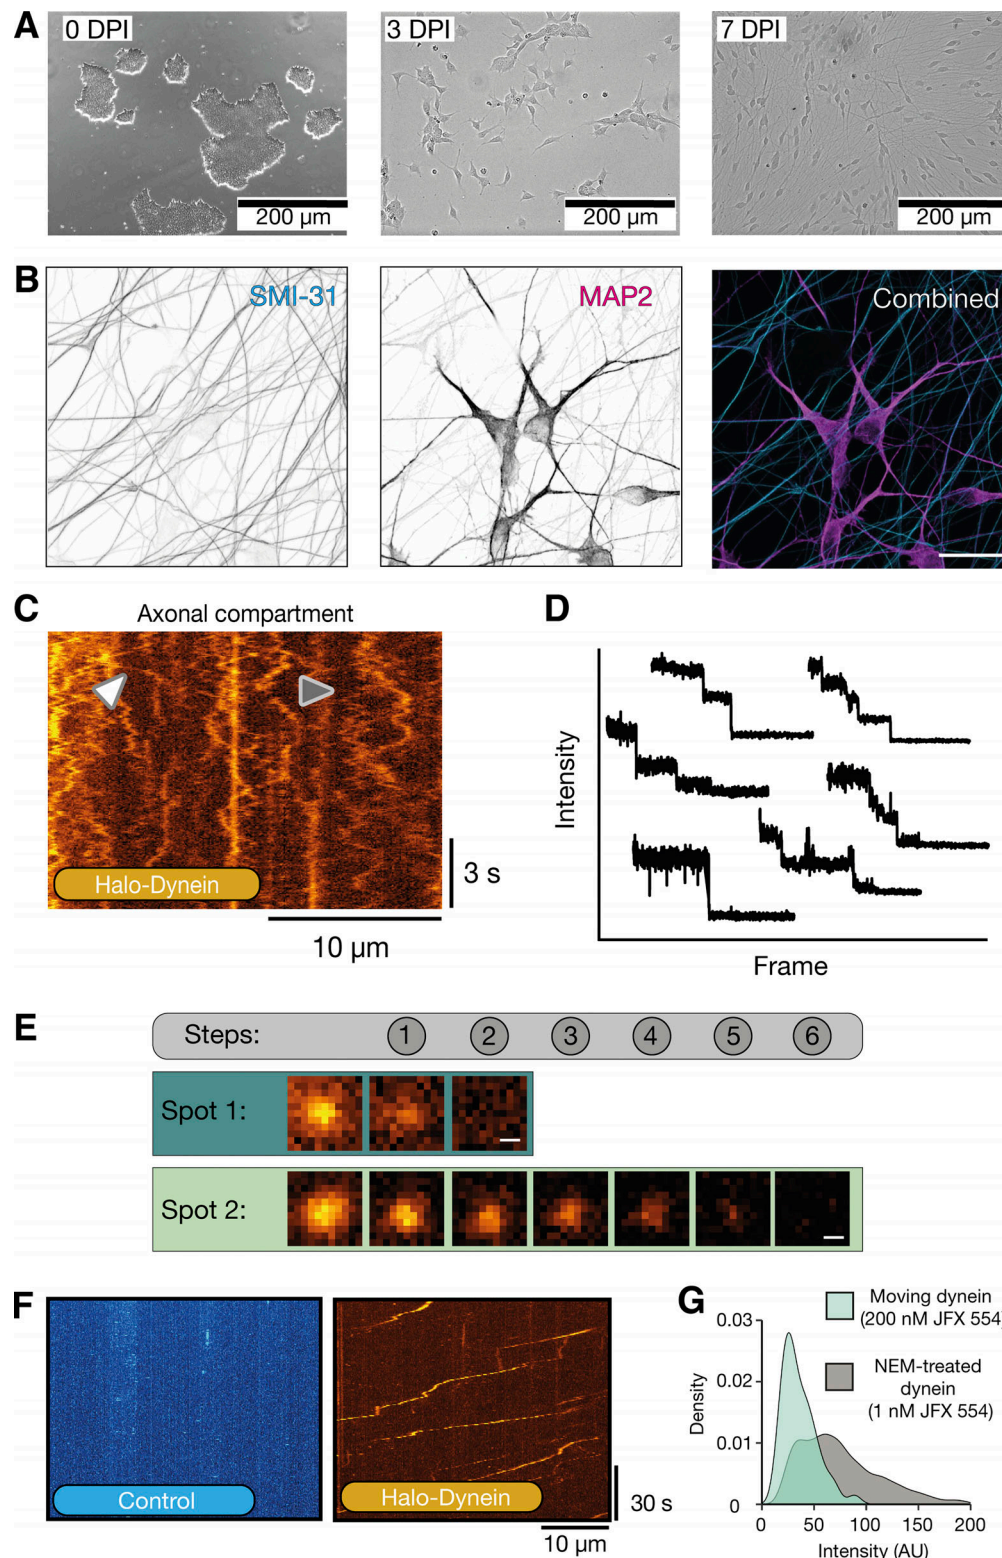 A
0 DPI
3 DPI
7 DPI
200 µm
200 µm
200 µm
B
SMI-31
MAP2
Combined
C
Axonal compartment
Halo-Dynein
3 s
10 µm
D
Intensity
Frame
E
Steps:
1 2 3 4 5 6
Spot 1:
Spot 2:
F
Control
Halo-Dynein
30 s
10 µm
G
Moving dynein
(200 nM JFX 554)
NEM-treated
dynein
(1 nM JFX 554)
Density
0.03
0.02
0.01
0
0 50 100 150 200
Intensity (AU)